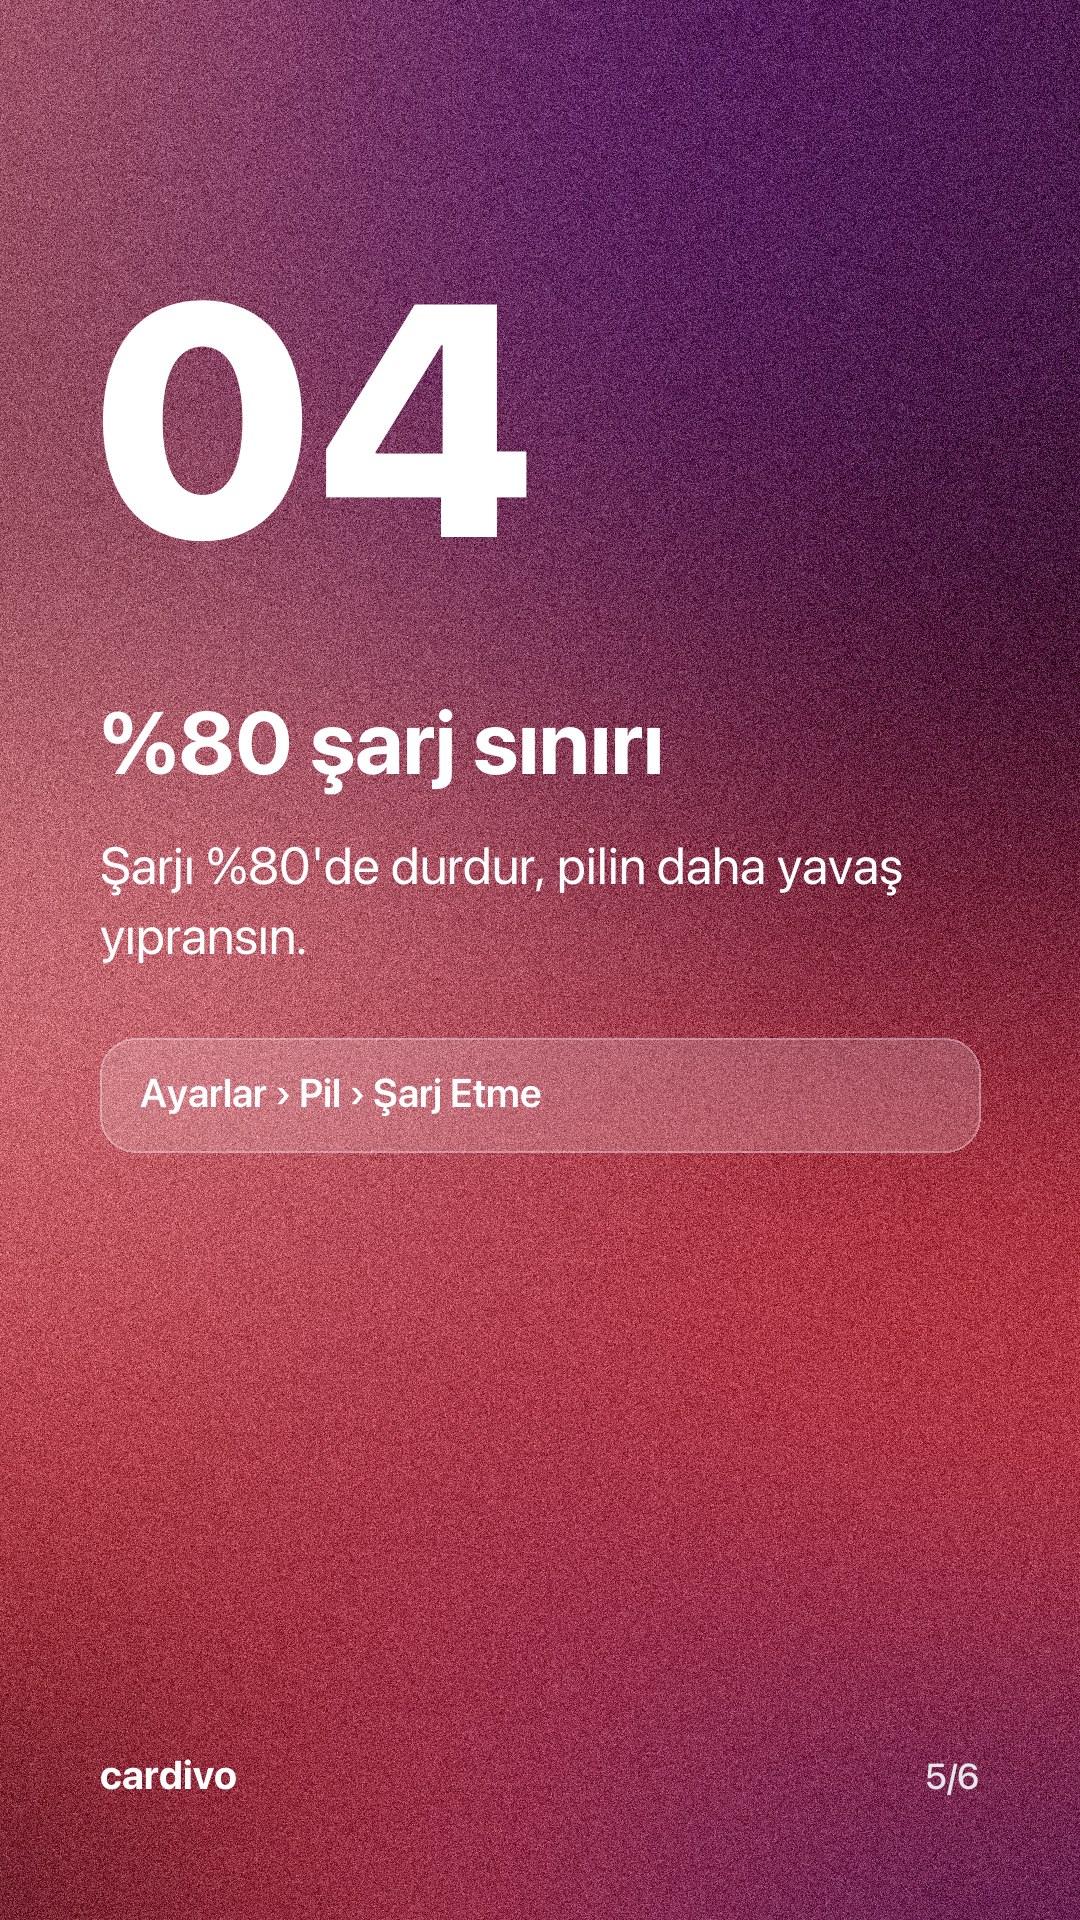 04
%80 şarj sınırı
Şarjı %80'de durdur, pilin daha yavaş
yıpransın.
Ayarlar › Pil › Şarj Etme
cardivo
5/6